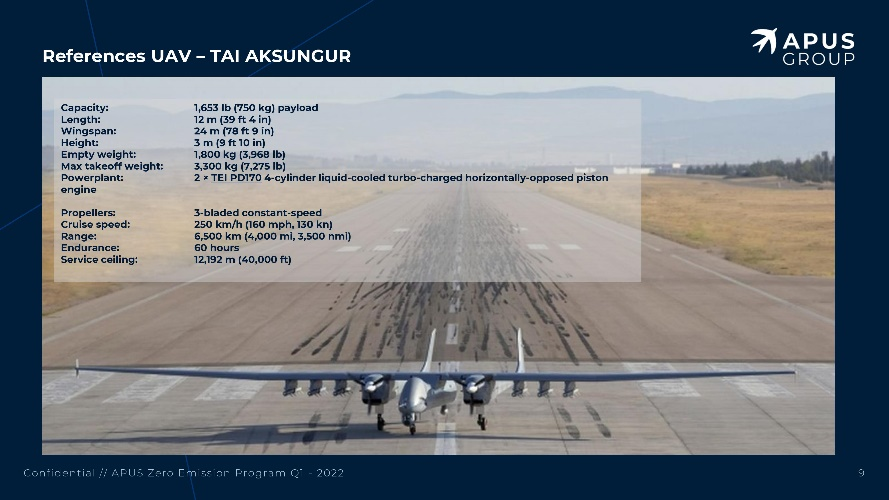 References UAV – TAI AKSUNGUR
APUS
GROUP
Capacity: 1,653 lb (750 kg) payload
Length: 12 m (39 ft 4 in)
Wingspan: 24 m (78 ft 9 in)
Height: 3 m (9 ft 10 in)
Empty weight: 1,800 kg (3,968 lb)
Max takeoff weight: 3,300 kg (7,275 lb)
Powerplant: 2 × TEI PD170 4-cylinder liquid-cooled turbo-charged horizontally-opposed piston
engine
Propellers: 3-bladed constant-speed
Cruise speed: 250 km/h (160 mph, 130 kn)
Range: 6,500 km (4,000 mi, 3,500 nmi)
Endurance: 60 hours
Service ceiling: 12,192 m (40,000 ft)
Confidential // APUS Zero Emission Program Q1 - 2022
9